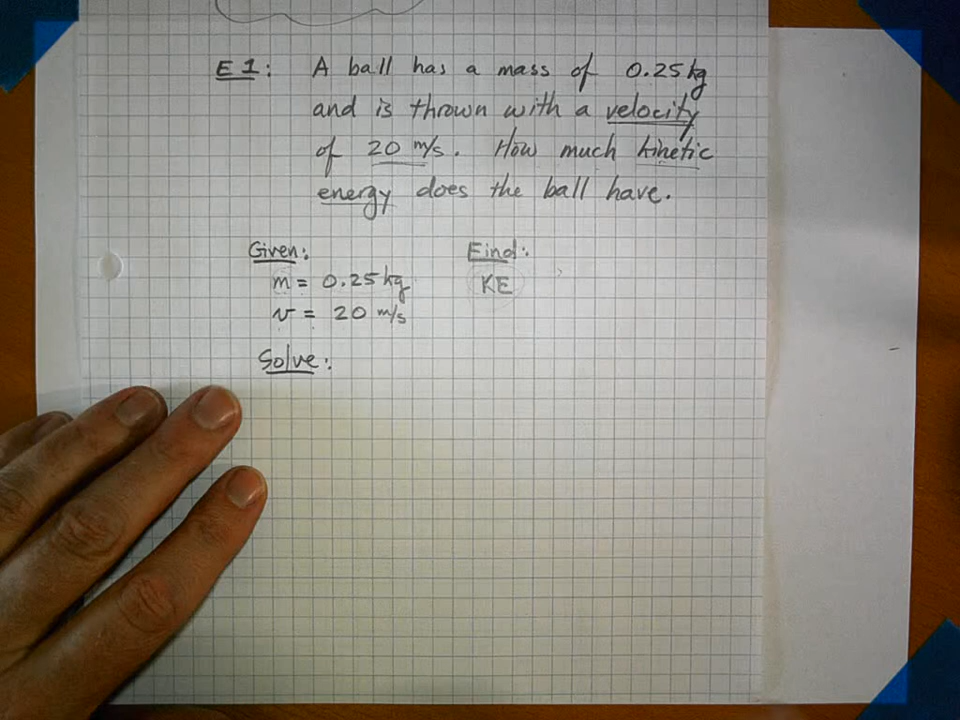 E1: A ball has a mass of 0.25 kg
and is thrown with a velocity
of 20 m/s. How much kinetic
energy does the ball have.
Given: Find:
m = 0.25 kg KE
v = 20 m/s
Solve: